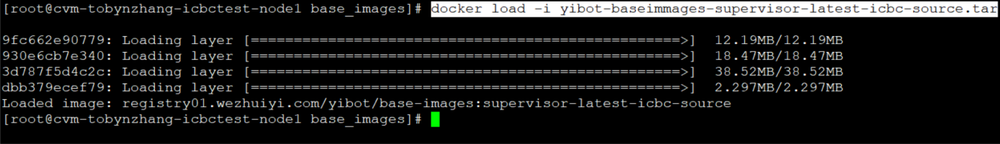 [root@cvm-tobynzhang-icbctest-node1 base_images]# docker load -i yibot-baseimmages-supervisor-latest-icbc-source.tar
9fc662e90779: Loading layer [==================================================>]  12.19MB/12.19MB
930e6cb7e340: Loading layer [==================================================>]  18.47MB/18.47MB
3d787f5d4c2c: Loading layer [==================================================>]  38.52MB/38.52MB
dbb379ecef79: Loading layer [==================================================>]  2.297MB/2.297MB
Loaded image: registry01.wezhuiyi.com/yibot/base-images:supervisor-latest-icbc-source
[root@cvm-tobynzhang-icbctest-node1 base_images]#